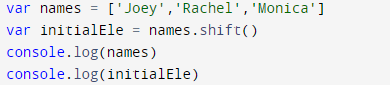 var names = ['Joey','Rachel','Monica']
var initialEle = names.shift()
console.log(names)
console.log(initialEle)